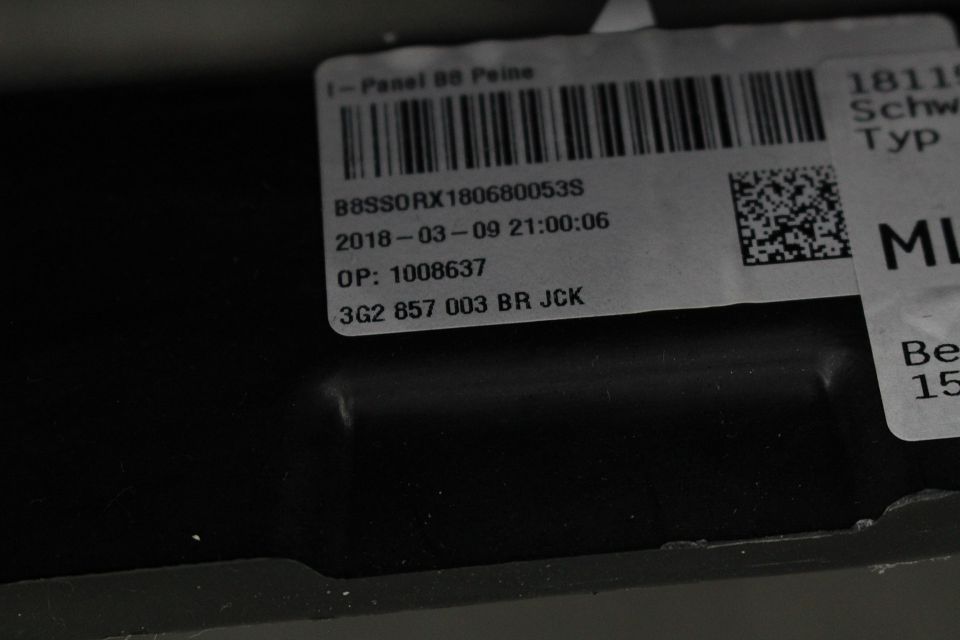 I-Panel B8 Peine
B8SSORX180680053S
2018-03-09 21:00:06
OP: 1008637
3G2 857 003 BR JCK
1811
Schw
Typ
ML
Be
15